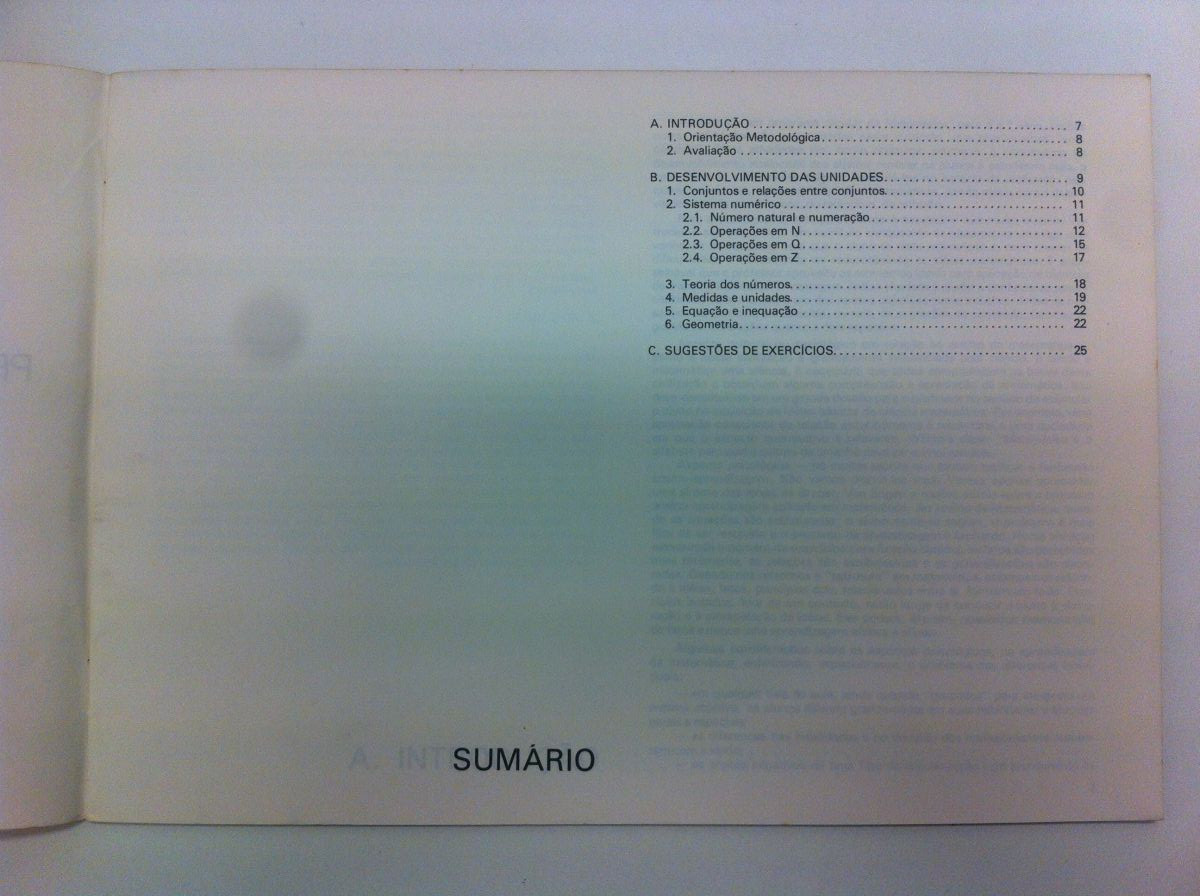 A. INTRODUÇÃO ........................................ 7
1. Orientação Metodológica ........................................ 8
2. Avaliação ........................................ 8
B. DESENVOLVIMENTO DAS UNIDADES ........................................ 9
1. Conjuntos e relações entre conjuntos ........................................ 10
2. Sistema numérico ........................................ 11
2.1. Número natural e numeração ........................................ 11
2.2. Operações em N ........................................ 12
2.3. Operações em Q ........................................ 15
2.4. Operações em Z ........................................ 17
3. Teoria dos números ........................................ 18
4. Medidas e unidades ........................................ 19
5. Equação e inequação ........................................ 22
6. Geometria ........................................ 22
C. SUGESTÕES DE EXERCÍCIOS ........................................ 25
SUMÁRIO